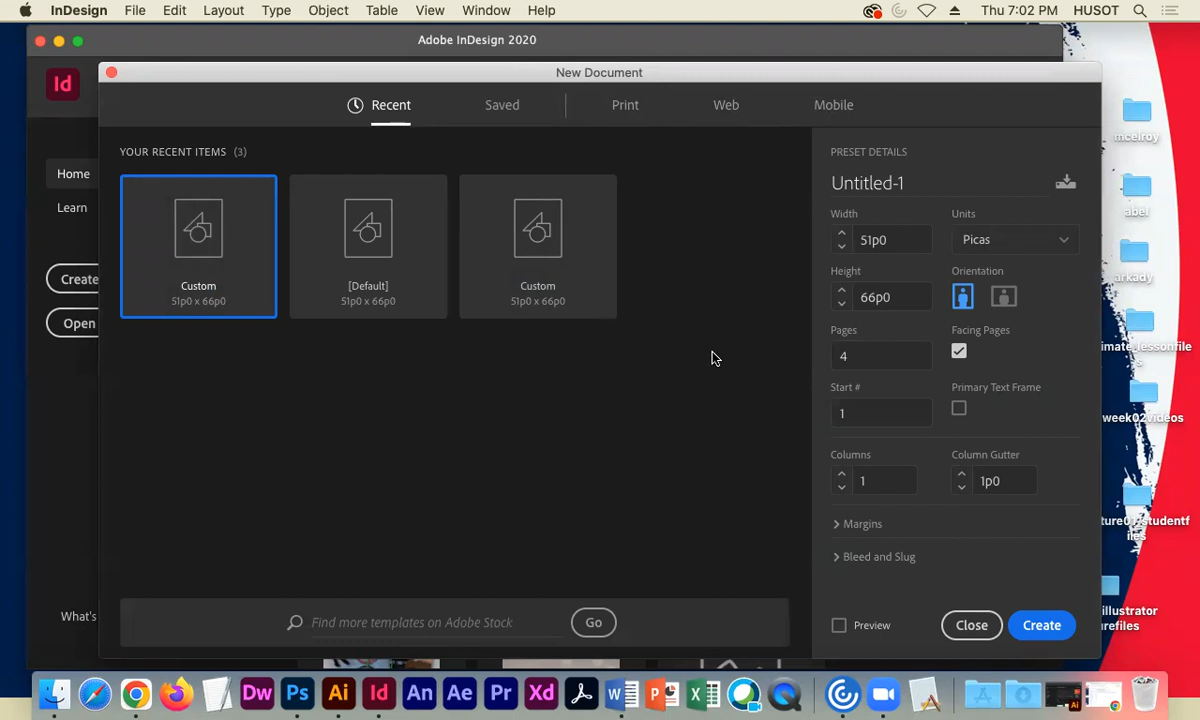 InDesign File Edit Layout Type Object Table View Window Help Thu 7:02 PM HUSOT
Adobe InDesign 2020
Id
New Document
Recent Saved Print Web Mobile
YOUR RECENT ITEMS (3)
Custom
51p0 x 66p0
[Default]
51p0 x 66p0
Custom
51p0 x 66p0
PRESET DETAILS
Untitled-1
Width Units
51p0 Picas
Height Orientation
66p0
Pages Facing Pages
4
Start # Primary Text Frame
1
Columns Column Gutter
1 1p0
Margins
Bleed and Slug
Preview Close Create
Find more templates on Adobe Stock Go
Home
Learn
Create
Open
What's
mcelroy
abel
arkady
imate_lessonfile
s
week02videos
ture07_studentf
iles
illustrator
refiles
Dw Ps Ai Id An Ae Pr Xd W P X
Ai